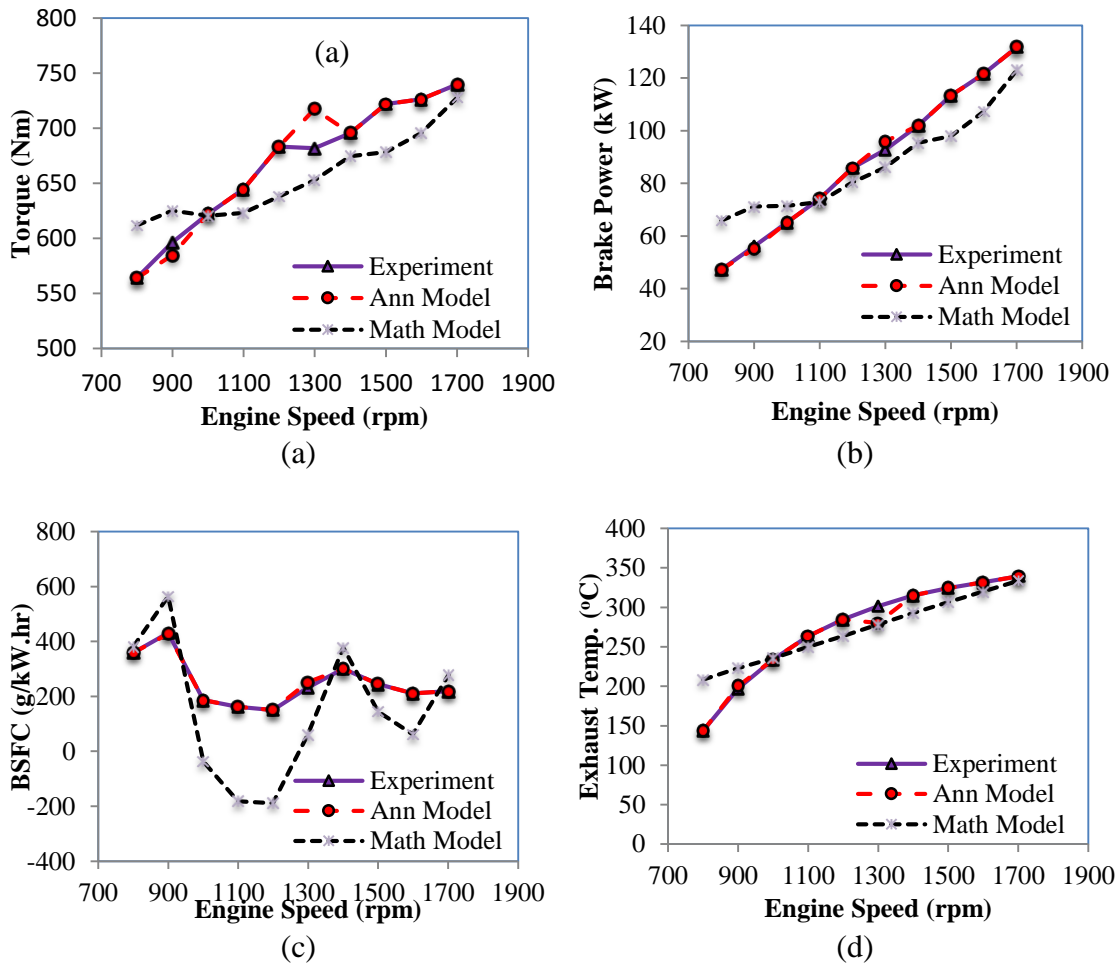 800
750
700
650
600
550
500
Torque (Nm)
(a)
Experiment
Ann Model
Math Model
700 900 1100 1300 1500 1700 1900
Engine Speed (rpm)
(a)
140
120
100
80
60
40
20
Brake Power (kW)
Experiment
Ann Model
Math Model
700 900 1100 1300 1500 1700 1900
Engine Speed (rpm)
(b)
800
600
400
200
0
-200
-400
BSFC (g/kW.hr)
Experiment
Ann Model
Math Model
700 900 1100 1300 1500 1700 1900
Engine Speed (rpm)
(c)
400
350
300
250
200
150
100
50
0
Exhaust Temp. (ºC)
Experiment
Ann Model
Math Model
700 900 1100 1300 1500 1700 1900
Engine Speed (rpm)
(d)